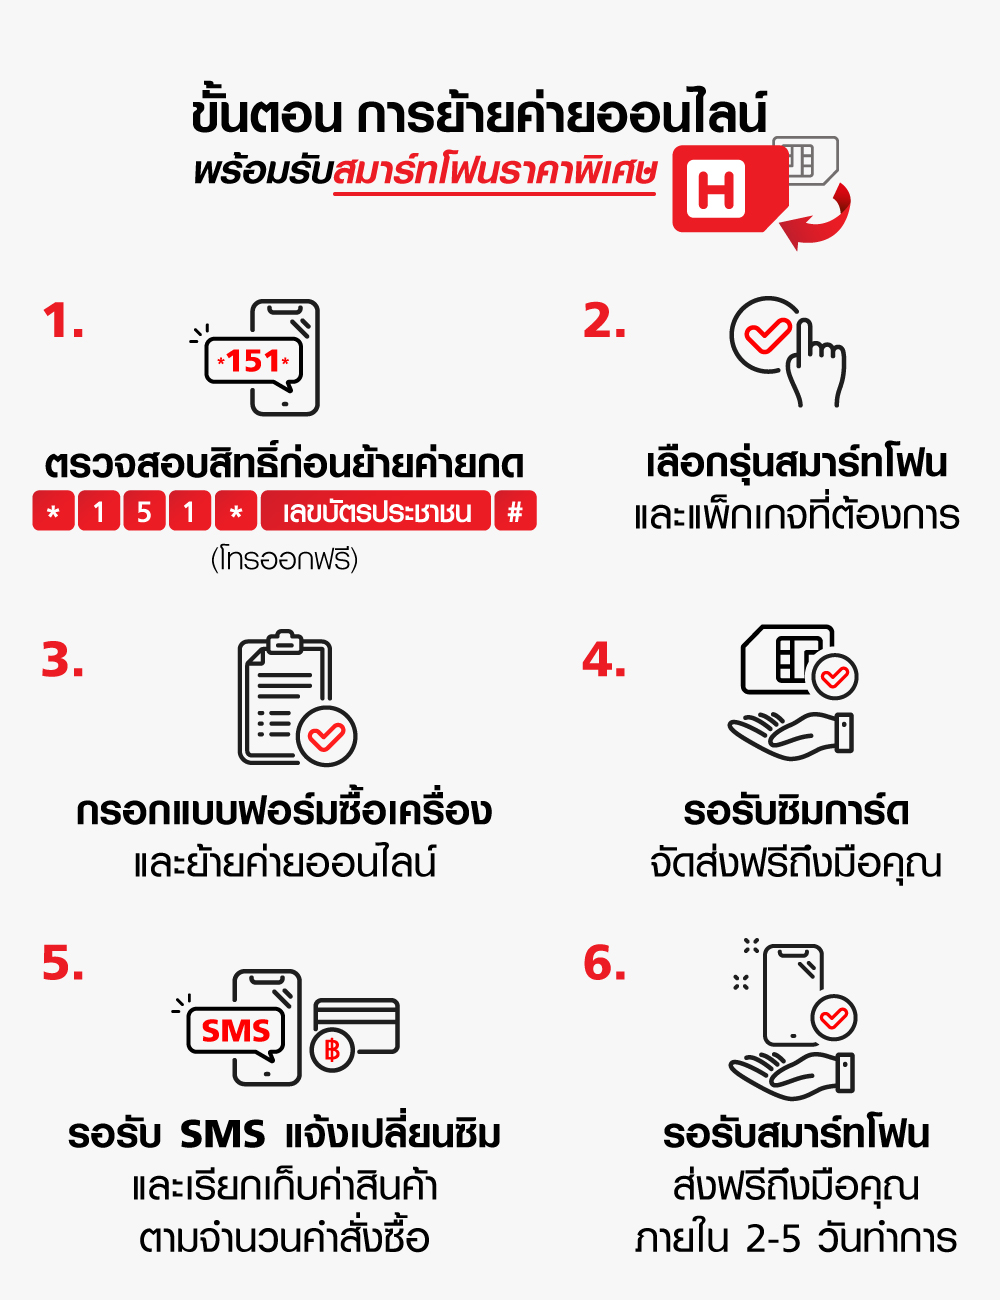 ขั้นตอน การย้ายค่ายออนไลน์
พร้อมรับสมาร์ทโฟนราคาพิเศษ
H
1.
*151*
ตรวจสอบสิทธิ์ก่อนย้ายค่ายกด
* 1 5 1 * เลขบัตรประชาชน #
(โทรออกฟรี)
2.
เลือกรุ่นสมาร์ทโฟน
และแพ็กเกจที่ต้องการ
3.
กรอกแบบฟอร์มซื้อเครื่อง
และย้ายค่ายออนไลน์
4.
รอรับซิมการ์ด
จัดส่งฟรีถึงมือคุณ
5.
SMS
฿
รอรับ SMS แจ้งเปลี่ยนซิม
และเรียกเก็บค่าสินค้า
ตามจำนวนคำสั่งซื้อ
6.
รอรับสมาร์ทโฟน
ส่งฟรีถึงมือคุณ
ภายใน 2-5 วันทำการ